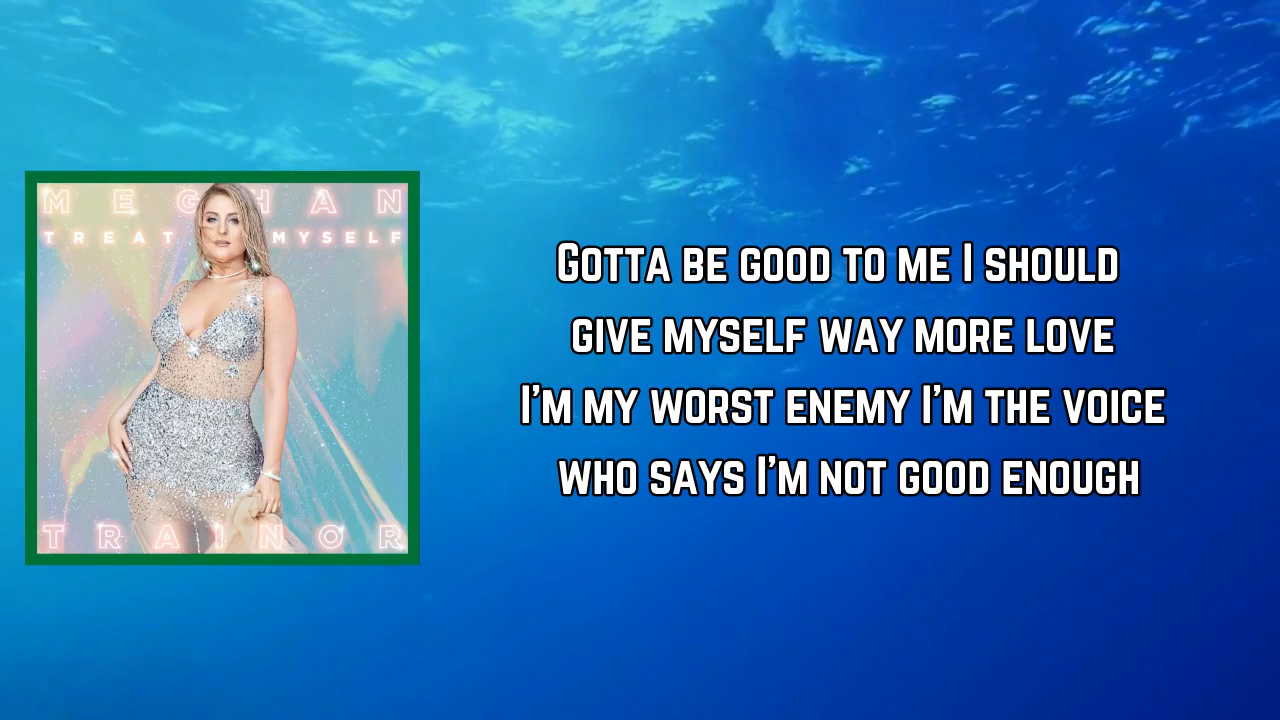 MEGHAN
TREAT MYSELF
TRAINOR
Gotta be good to me I should
give myself way more love
I'm my worst enemy I'm the voice
who says I'm not good enough